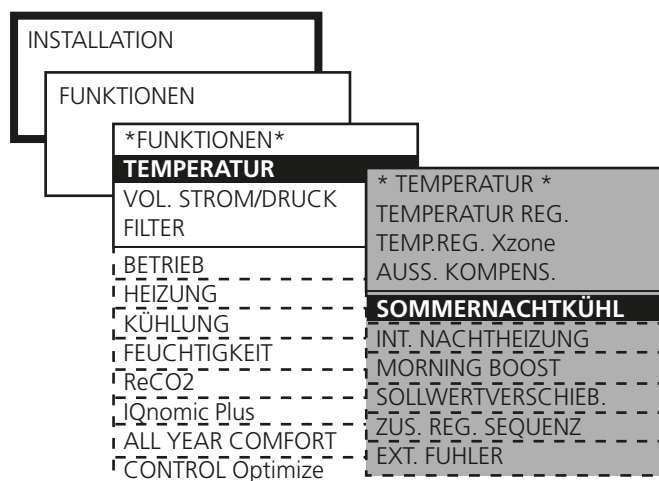 INSTALLATION
FUNKTIONEN
*FUNKTIONEN*
TEMPERATUR
VOL. STROM/DRUCK
FILTER
BETRIEB
HEIZUNG
KÜHLUNG
FEUCHTIGKEIT
ReCO2
IQnomic Plus
ALL YEAR COMFORT
CONTROL Optimize
* TEMPERATUR *
TEMPERATUR REG.
TEMP.REG. Xzone
AUSS. KOMPENS.
SOMMERNACHTKÜHL
INT. NACHTHEIZUNG
MORNING BOOST
SOLLWERTVERSCHIEB.
ZUS. REG. SEQUENZ
EXT. FUHLER